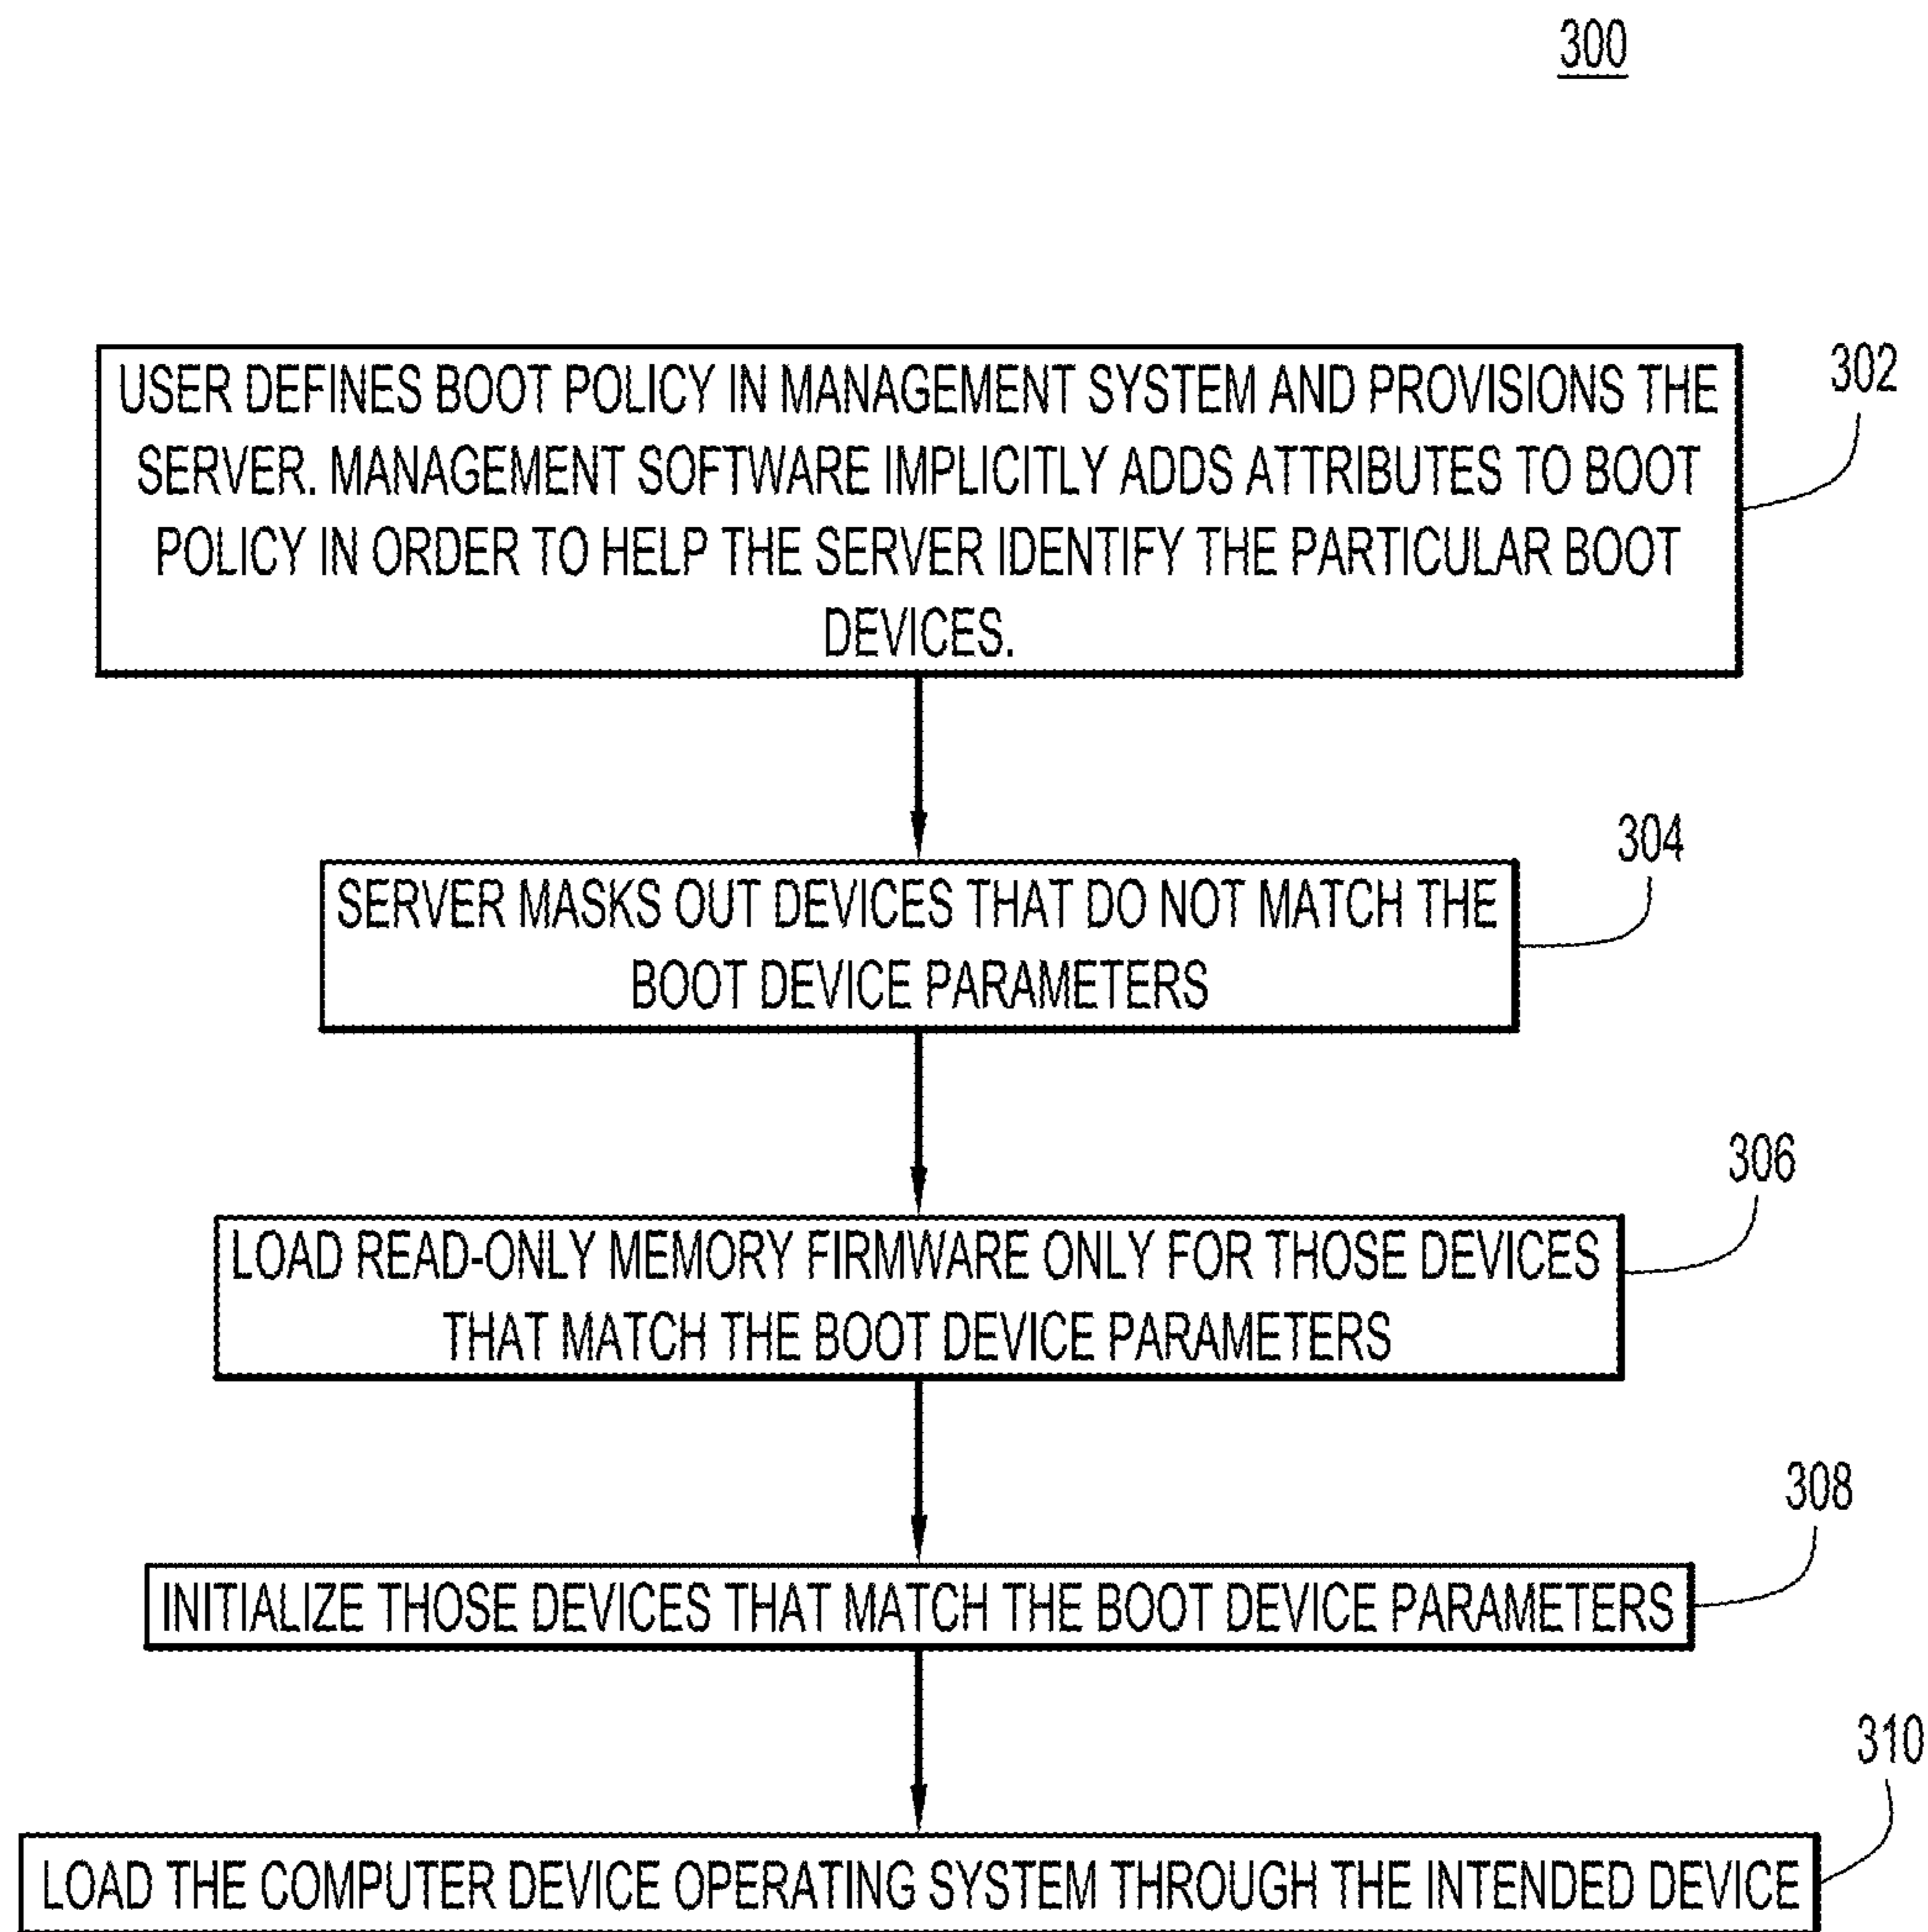 300
USER DEFINES BOOT POLICY IN MANAGEMENT SYSTEM AND PROVISIONS THE
SERVER. MANAGEMENT SOFTWARE IMPLICITLY ADDS ATTRIBUTES TO BOOT
POLICY IN ORDER TO HELP THE SERVER IDENTIFY THE PARTICULAR BOOT
DEVICES.
302
SERVER MASKS OUT DEVICES THAT DO NOT MATCH THE
BOOT DEVICE PARAMETERS
304
LOAD READ-ONLY MEMORY FIRMWARE ONLY FOR THOSE DEVICES
THAT MATCH THE BOOT DEVICE PARAMETERS
306
INITIALIZE THOSE DEVICES THAT MATCH THE BOOT DEVICE PARAMETERS
308
LOAD THE COMPUTER DEVICE OPERATING SYSTEM THROUGH THE INTENDED DEVICE
310